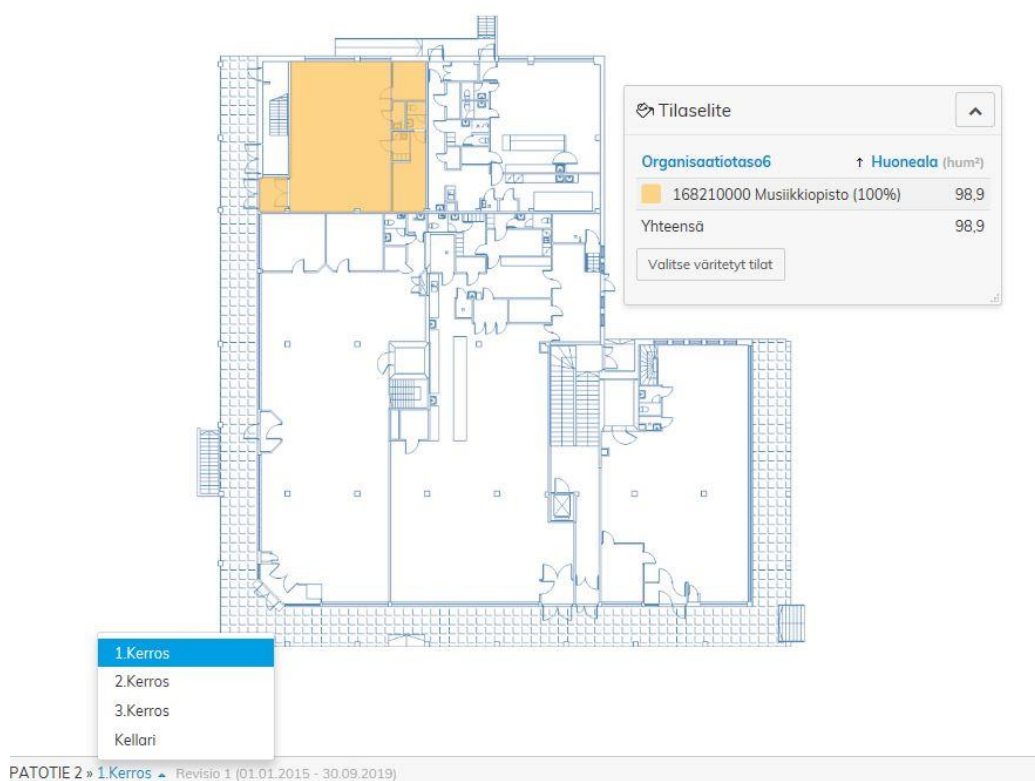 Tilaselite
Organisaatiotaso6 ↑ Huoneala (hum²)
168210000 Musiikkiopisto (100%) 98,9
Yhteensä 98,9
Valitse väritetyt tilat
1.Kerros
2.Kerros
3.Kerros
Kellari
PATOTIE 2 » 1.Kerros Revisio 1 (01.01.2015 - 30.09.2019)